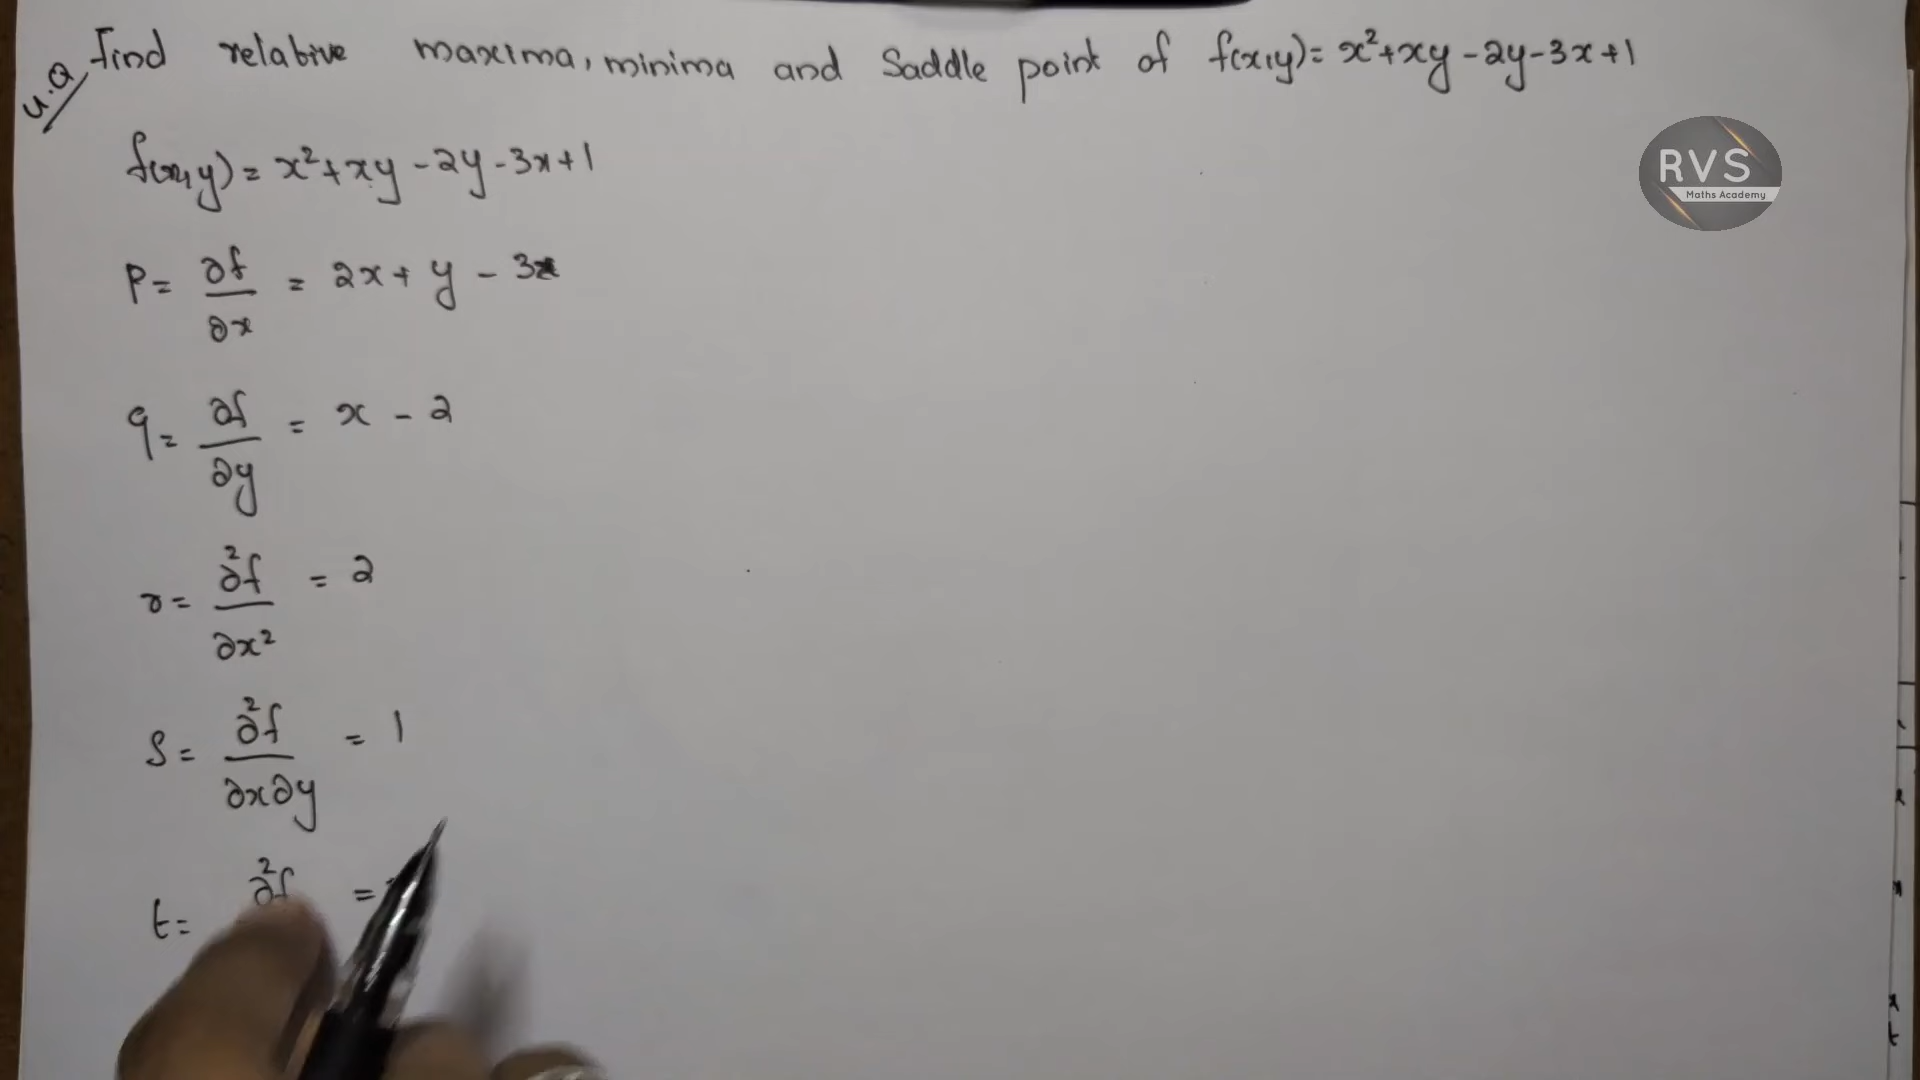 U.Q Find relative maxima, minima and Saddle point of f(x,y) = x²+xy-2y-3x+1
RVS
Maths Academy
f(x,y) = x²+xy-2y-3x+1
P = ∂f/∂x = 2x+y-3
q = ∂f/∂y = x-2
r = ∂²f/∂x² = 2
S = ∂²f/∂x∂y = 1
t = ∂²f =